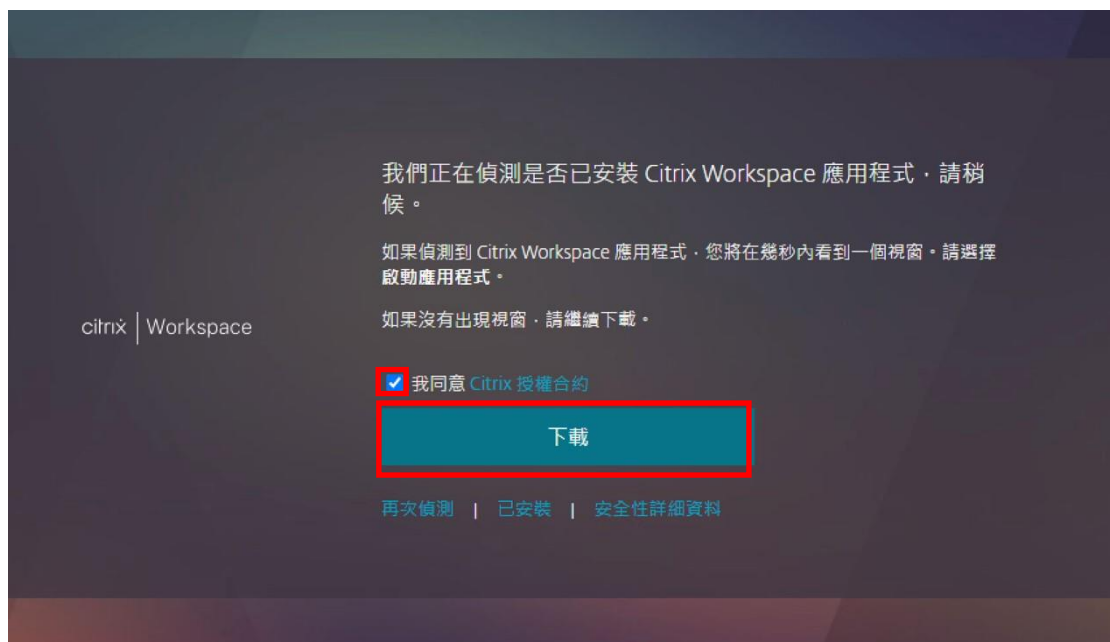 我們正在偵測是否已安裝 Citrix Workspace 應用程式，請稍
候。
如果偵測到 Citrix Workspace 應用程式，您將在幾秒內看到一個視窗。請選擇
啟動應用程式。
如果沒有出現視窗，請繼續下載。
citrix | Workspace
我同意 Citrix 授權合約
下載
再次偵測 | 已安裝 | 安全性詳細資料